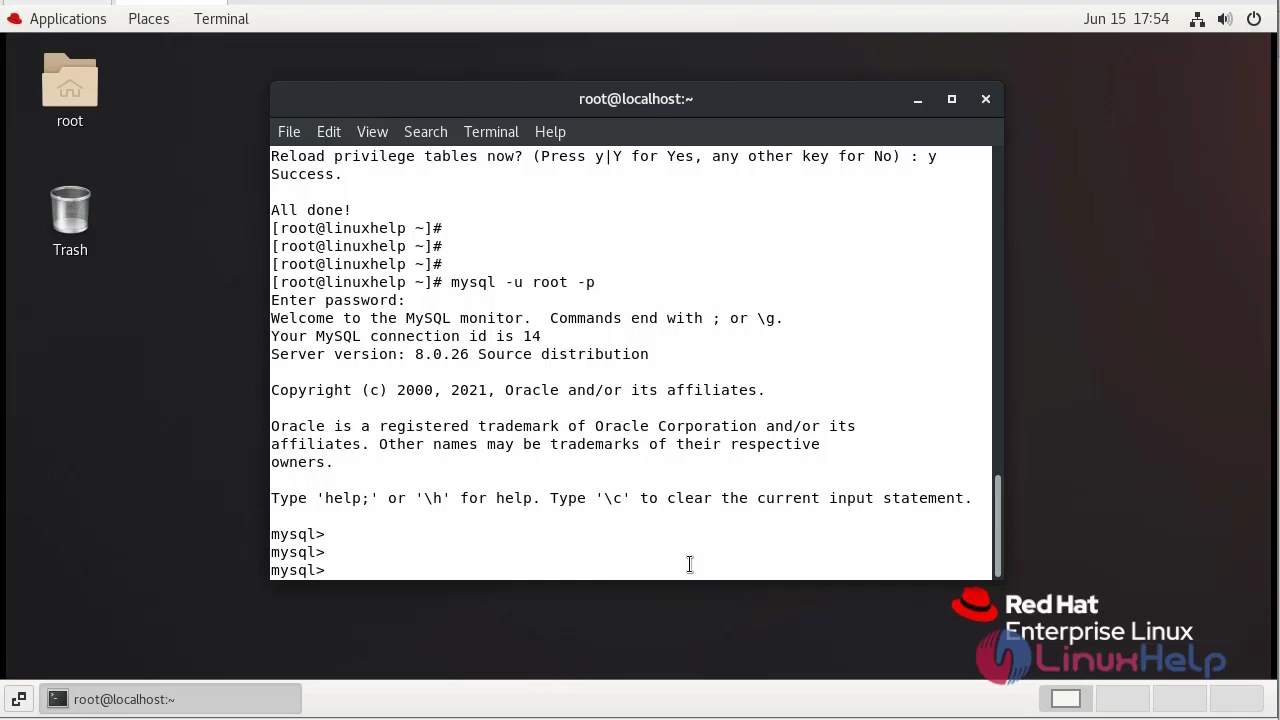 Applications Places Terminal Jun 15 17:54
root
Trash
root@localhost:~
File Edit View Search Terminal Help
Reload privilege tables now? (Press y|Y for Yes, any other key for No) : y
Success.
All done!
[root@linuxhelp ~]#
[root@linuxhelp ~]#
[root@linuxhelp ~]#
[root@linuxhelp ~]# mysql -u root -p
Enter password:
Welcome to the MySQL monitor.  Commands end with ; or \g.
Your MySQL connection id is 14
Server version: 8.0.26 Source distribution
Copyright (c) 2000, 2021, Oracle and/or its affiliates.
Oracle is a registered trademark of Oracle Corporation and/or its
affiliates. Other names may be trademarks of their respective
owners.
Type 'help;' or '\h' for help. Type '\c' to clear the current input statement.
mysql>
mysql>
mysql>
Red Hat
Enterprise Linux
LinuxHelp
root@localhost:~